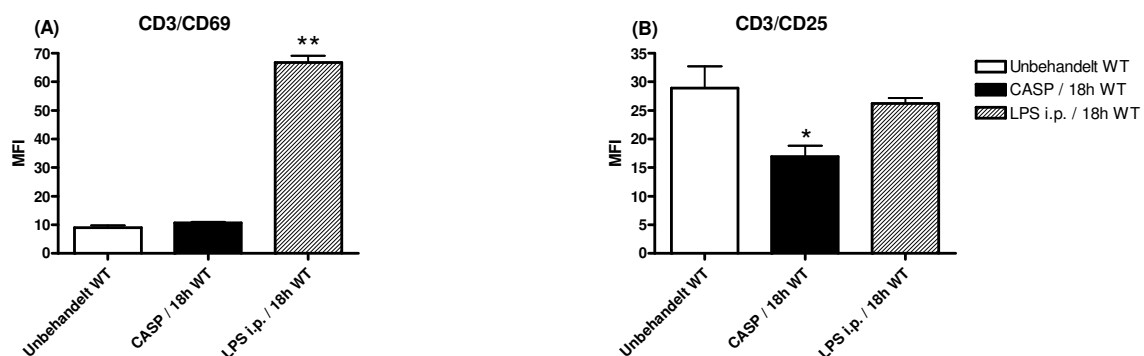 (A)
CD3/CD69
**
70
60
50
40
30
20
10
0
MFI
Unbehandelt WT
CASP / 18h WT
LPS i.p. / 18h WT
(B)
CD3/CD25
*
35
30
25
20
15
10
5
0
MFI
Unbehandelt WT
CASP / 18h WT
LPS i.p. / 18h WT
Unbehandelt WT
CASP / 18h WT
LPS i.p. / 18h WT